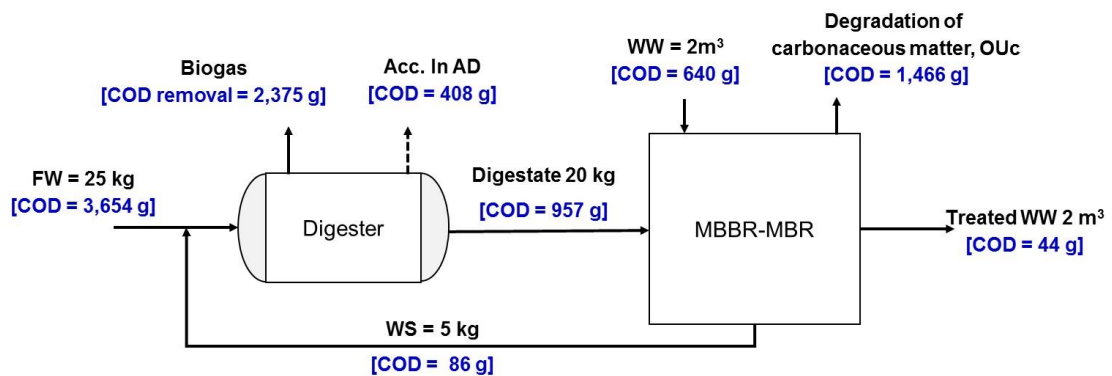 Degradation of
carbonaceous matter, OUc
[COD = 1,466 g]
WW = 2m³
[COD = 640 g]
Biogas
[COD removal = 2,375 g]
Acc. In AD
[COD = 408 g]
FW = 25 kg
[COD = 3,654 g]
Digester
Digestate 20 kg
[COD = 957 g]
MBBR-MBR
Treated WW 2 m³
[COD = 44 g]
WS = 5 kg
[COD = 86 g]